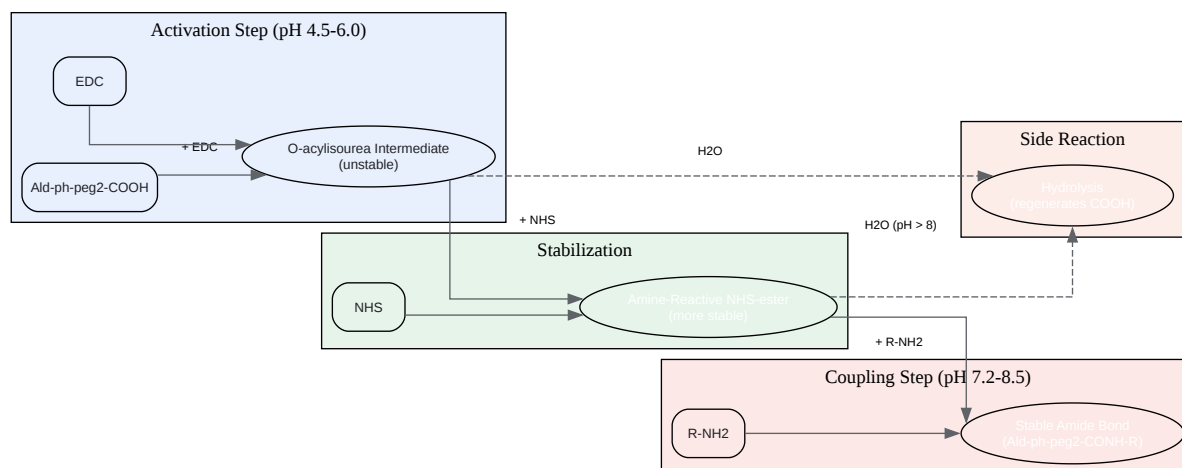 Activation Step (pH 4.5-6.0)
EDC
+ EDC
O-acylisourea Intermediate
(unstable)
Ald-ph-peg2-COOH
H2O
Side Reaction
Hydrolysis
(regenerates COOH)
+ NHS
H2O (pH > 8)
Stabilization
NHS
Amine-Reactive NHS-ester
(more stable)
+ R-NH2
Coupling Step (pH 7.2-8.5)
R-NH2
Stable Amide Bond
(Ald-ph-peg2-CONH-R)